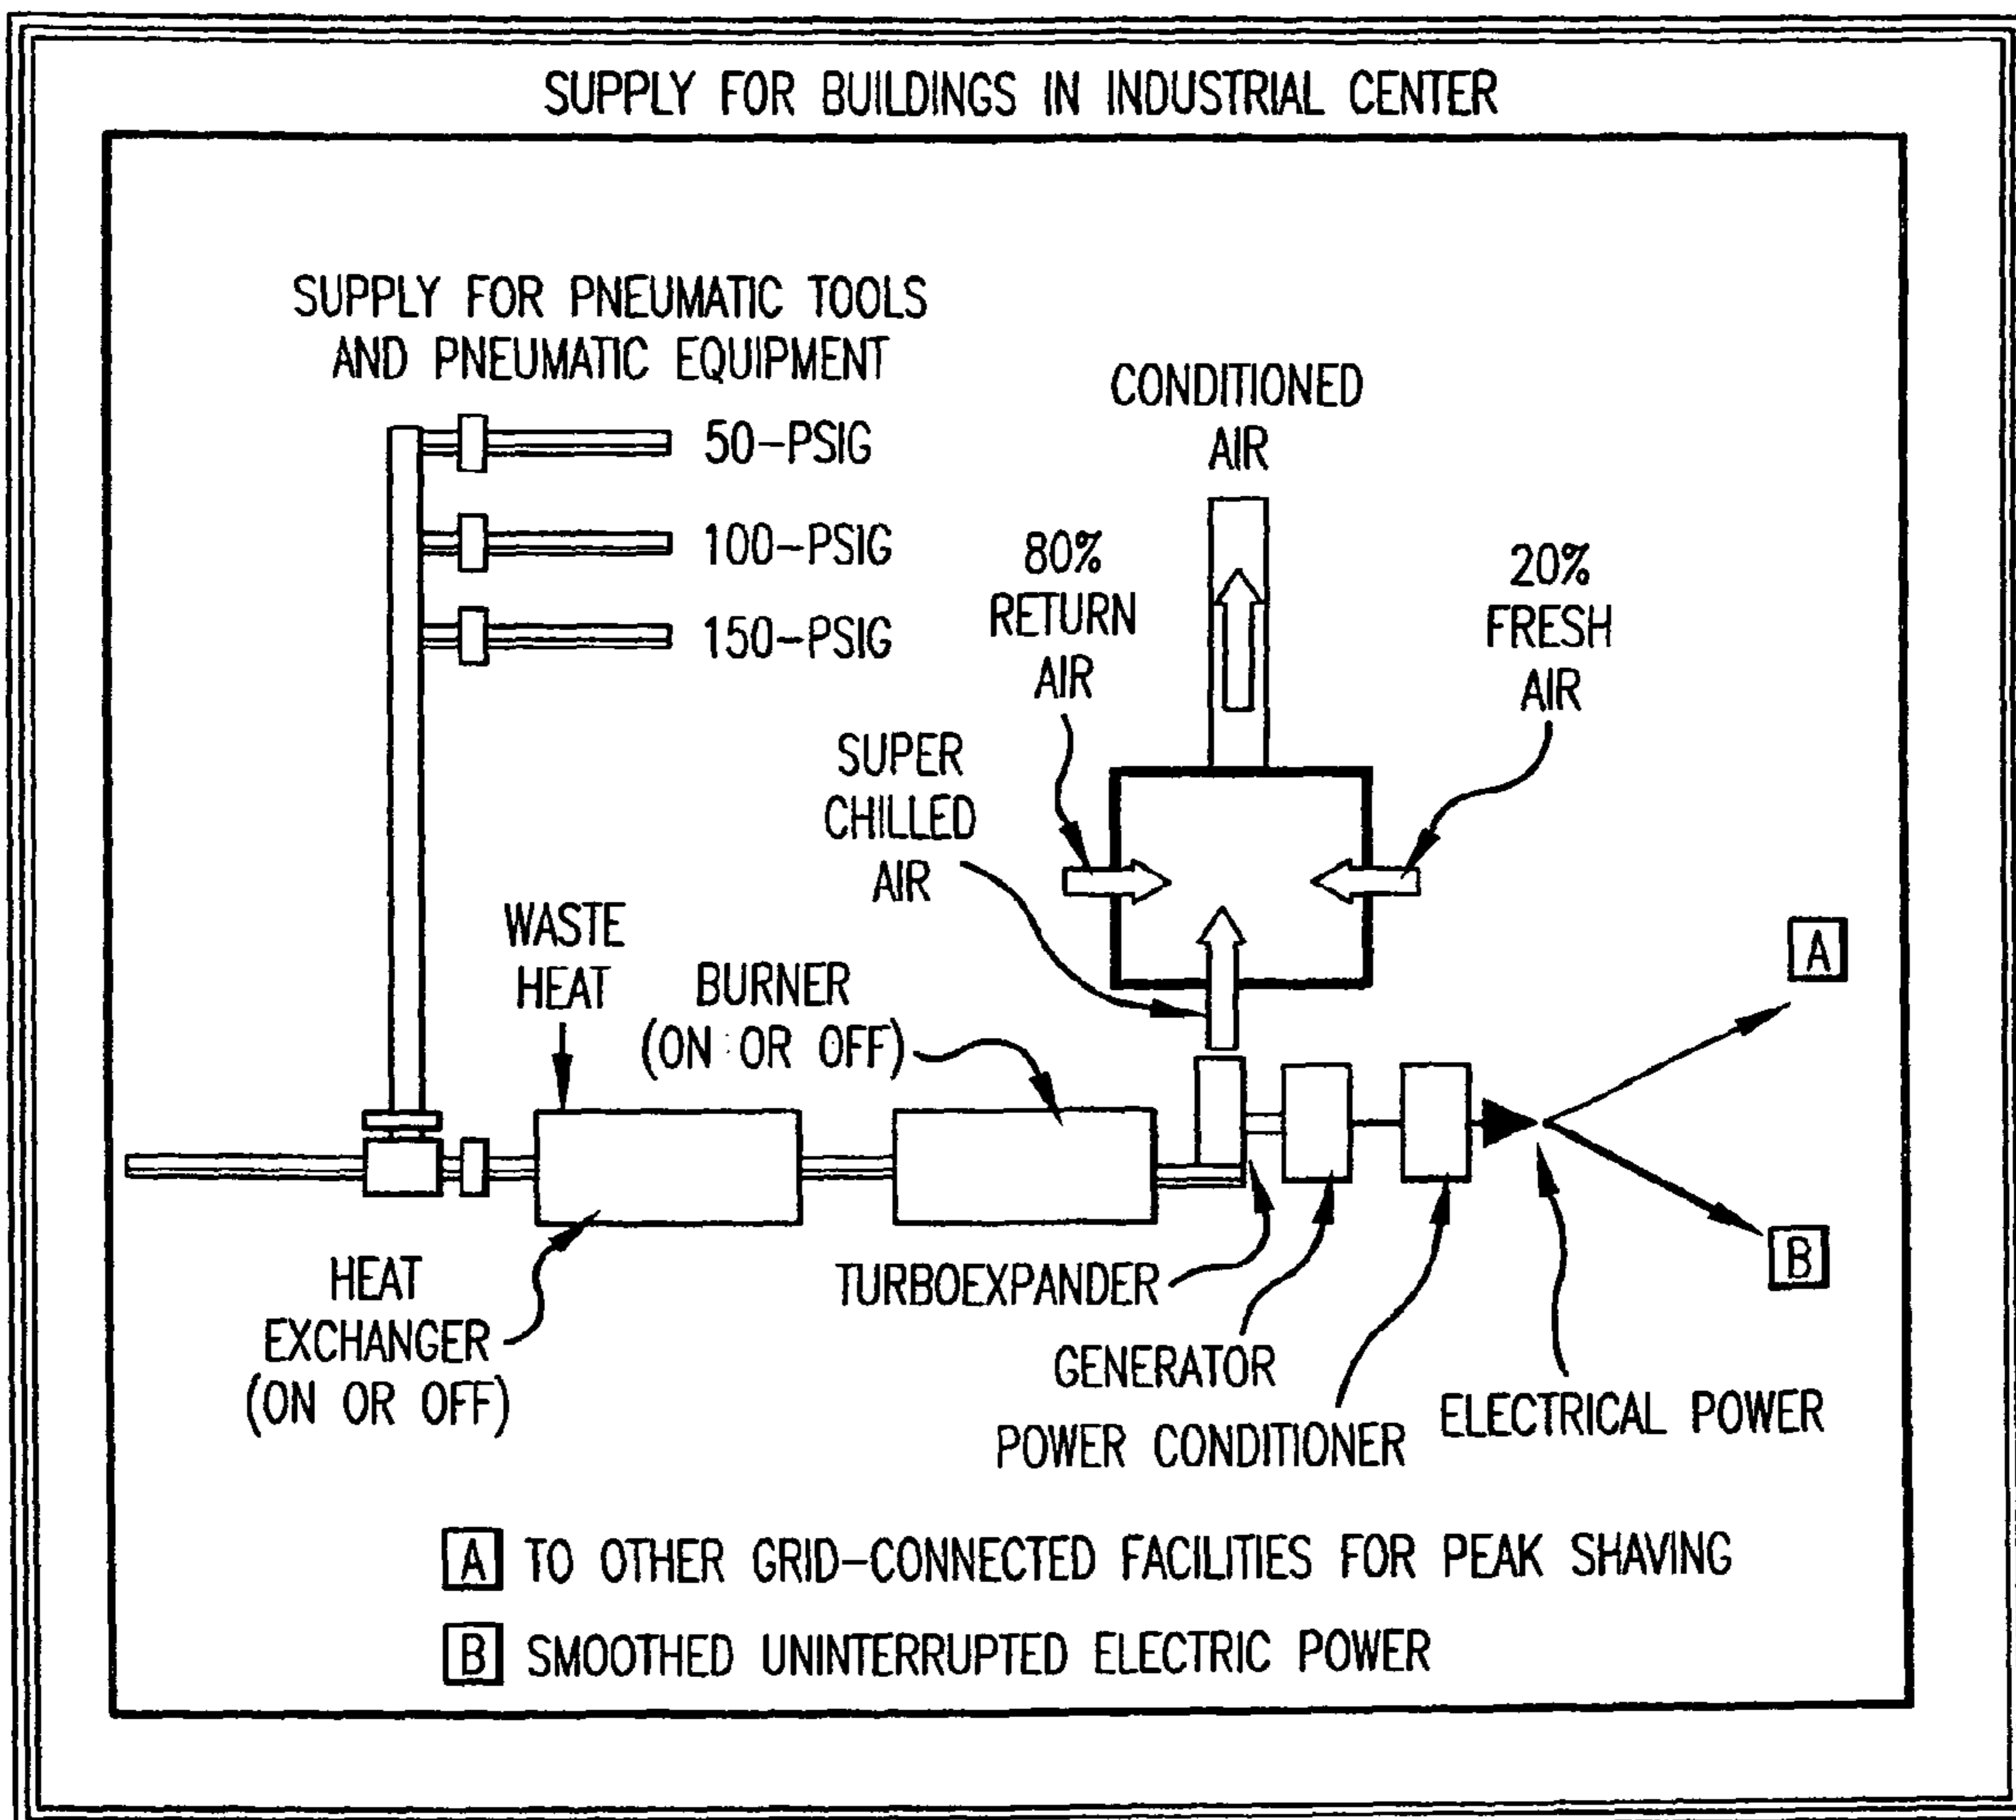 SUPPLY FOR BUILDINGS IN INDUSTRIAL CENTER
SUPPLY FOR PNEUMATIC TOOLS
AND PNEUMATIC EQUIPMENT
50-PSIG
100-PSIG
150-PSIG
CONDITIONED
AIR
80%
RETURN
AIR
20%
FRESH
AIR
SUPER
CHILLED
AIR
WASTE
HEAT
BURNER
(ON OR OFF)
A
B
HEAT
EXCHANGER
(ON OR OFF)
TURBOEXPANDER
GENERATOR
POWER CONDITIONER
ELECTRICAL POWER
A TO OTHER GRID-CONNECTED FACILITIES FOR PEAK SHAVING
B SMOOTHED UNINTERRUPTED ELECTRIC POWER